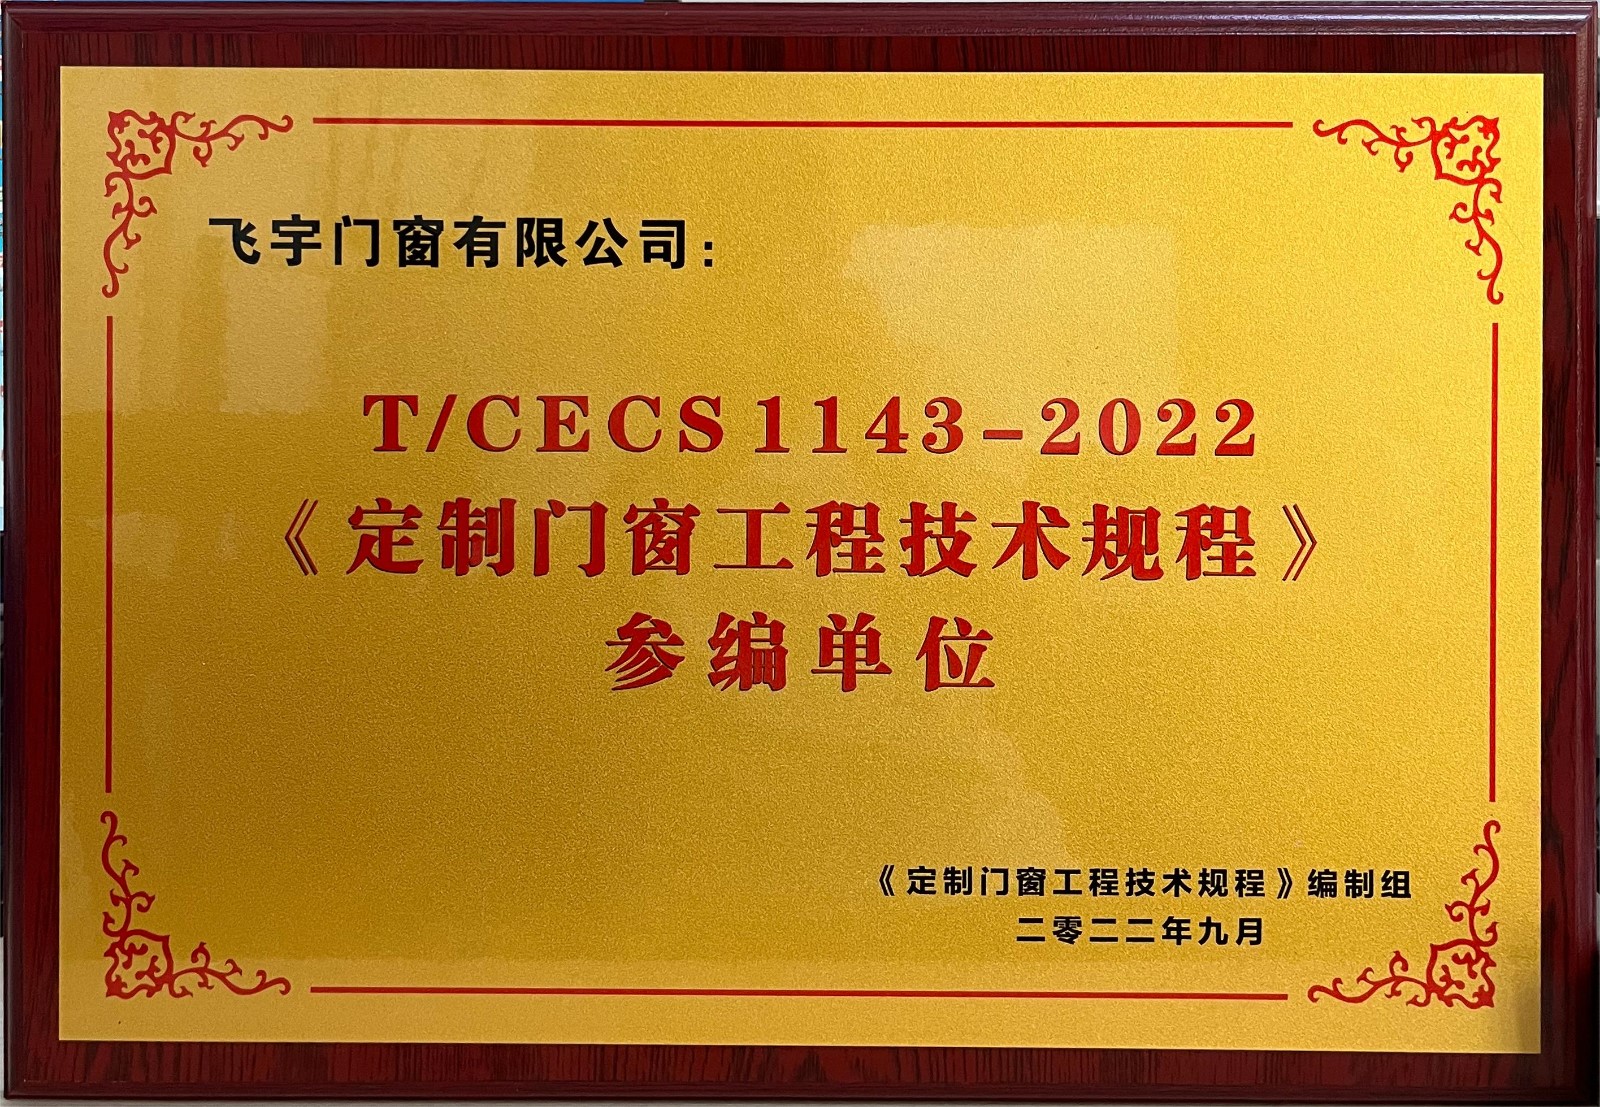 飞宇门窗有限公司：
T/CECS 1143-2022
《定制门窗工程技术规程》
参编单位
《定制门窗工程技术规程》编制组
二零二二年九月